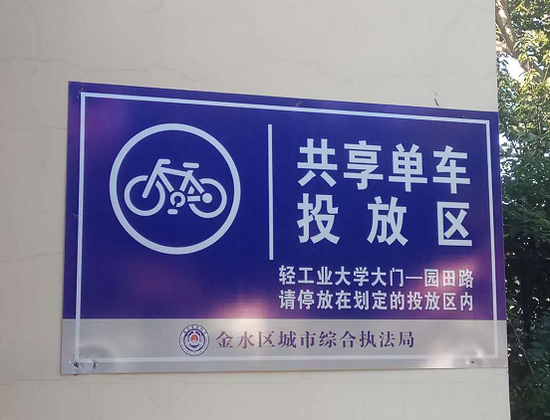 共享单车
投放区
轻工业大学大门—园田路
请停放在划定的投放区内
金水区城市综合执法局